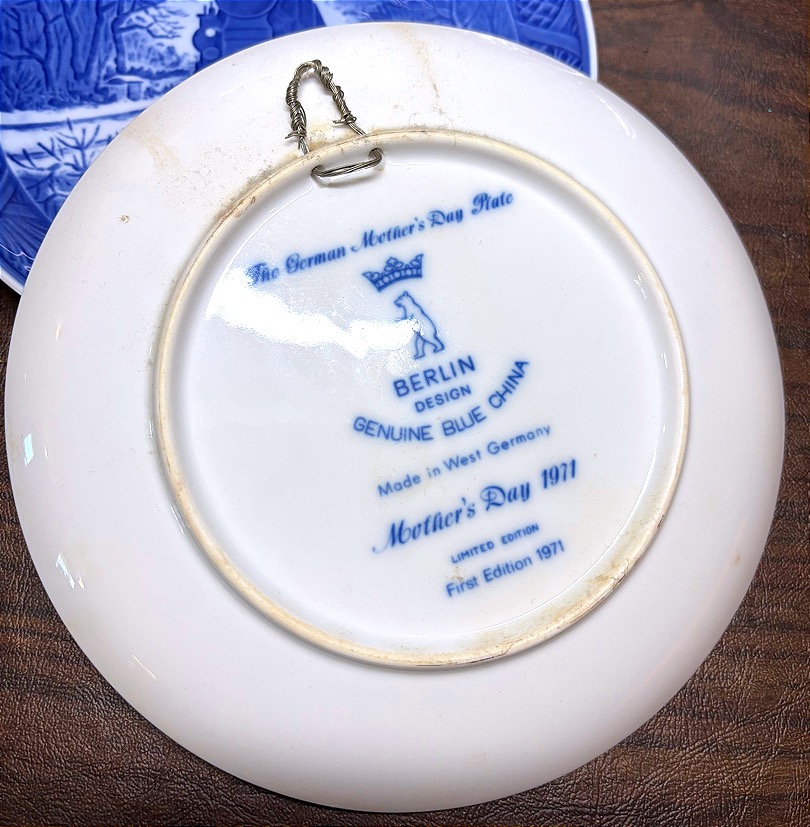 The German Mother's Day Plate
BERLIN
DESIGN
GENUINE BLUE CHINA
Made in West Germany
Mother's Day 1971
LIMITED EDITION
First Edition 1971